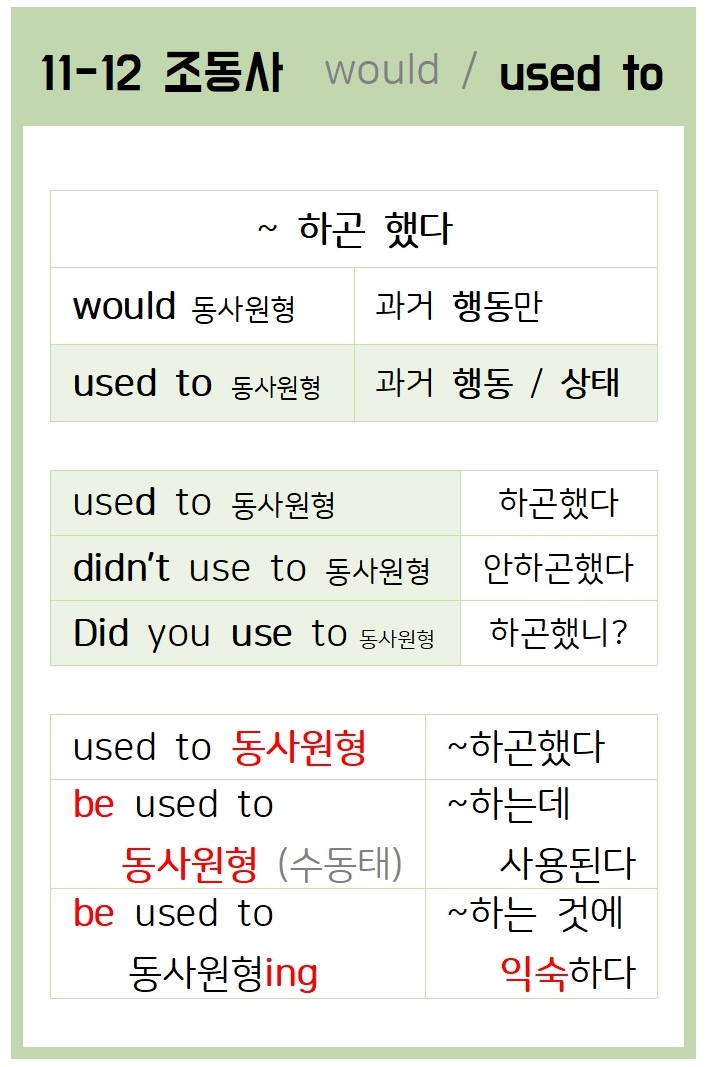 11-12 조동사 would / used to
~ 하곤 했다
would 동사원형 과거 행동만
used to 동사원형 과거 행동 / 상태
used to 동사원형 하곤했다
didn't use to 동사원형 안하곤했다
Did you use to 동사원형 하곤했니?
used to 동사원형 ~하곤했다
be used to
동사원형 (수동태)
~하는데
사용된다
be used to
동사원형ing
~하는 것에
익숙하다